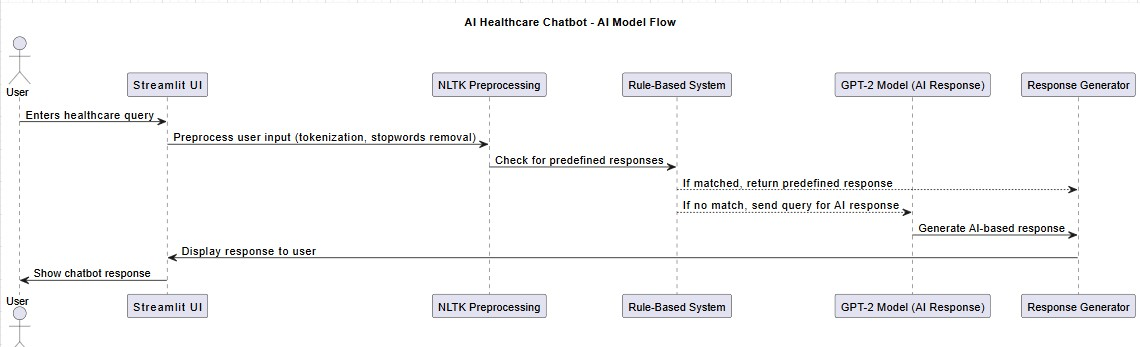 AI Healthcare Chatbot - AI Model Flow
User
Streamlit UI
NLTK Preprocessing
Rule-Based System
GPT-2 Model (AI Response)
Response Generator
Enters healthcare query
Preprocess user input (tokenization, stopwords removal)
Check for predefined responses
If matched, return predefined response
If no match, send query for AI response
Generate AI-based response
Display response to user
Show chatbot response
User
Streamlit UI
NLTK Preprocessing
Rule-Based System
GPT-2 Model (AI Response)
Response Generator